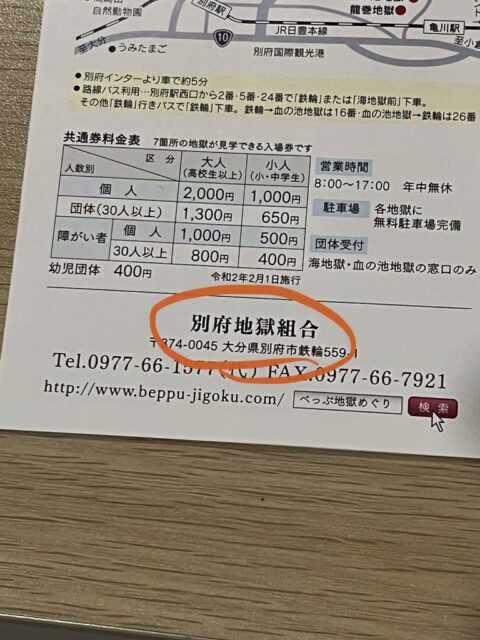 自然動物園
別府駅
龍巻地獄
亀川駅
JR日豊本線
至大分
うみたまご
10
別府国際観光港
●別府インターより車で約5分
●路線バス利用…別府駅西口から2番・5番・24番で「鉄輪」または「海地獄前」下車。
その他「鉄輪」行きバスで「鉄輪」下車。鉄輪→血の池地獄は16番・血の池地獄→鉄輪は26番
共通券料金表 7箇所の地獄が見学できる入場券です
人数別 区分 大人(高校生以上) 小人(小・中学生)
個人 2,000円 1,000円
団体(30人以上) 1,300円 650円
障がい者 個人 1,000円 500円
30人以上 800円 400円
幼児団体 400円
令和2年2月1日施行
営業時間
8:00〜17:00 年中無休
駐車場 各地獄に
無料駐車場完備
団体受付
海地獄・血の池地獄の窓口のみ
別府地獄組合
〒874-0045 大分県別府市鉄輪559-1
Tel.0977-66-1577(代) FAX.0977-66-7921
http://www.beppu-jigoku.com/ べっぷ地獄めぐり 検索